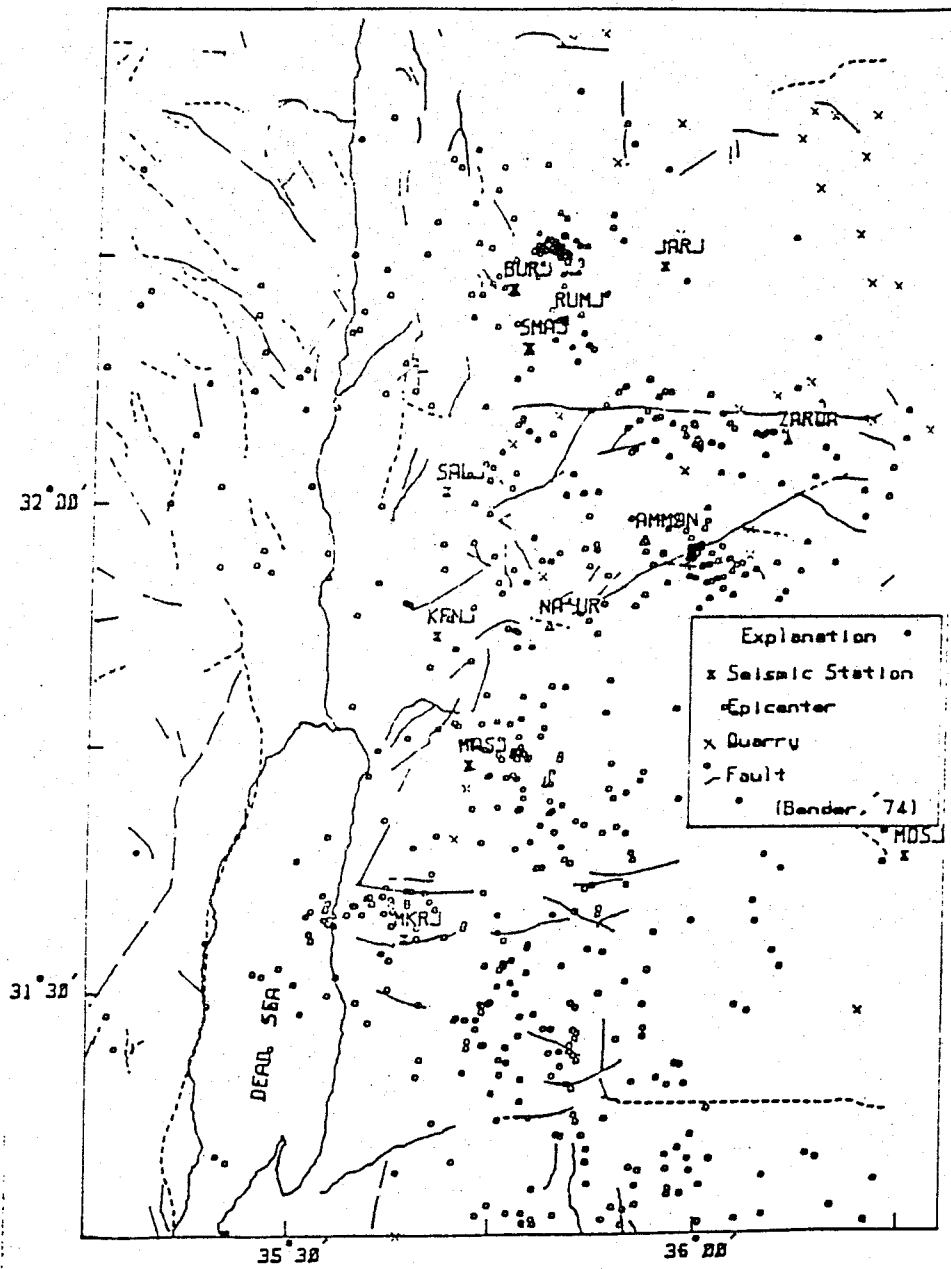 JARJ
BURJ
RUMJ
SMAJ
ZARQA
SALJ
32°00'
AMMAN
NA'UR
KFNJ
Explanation
Seismic Station
Epicenter
Quarry
Fault
(Bender, '74)
MDSJ
MKRJ
31°30'
DEAD SEA
35°30'
36°00'